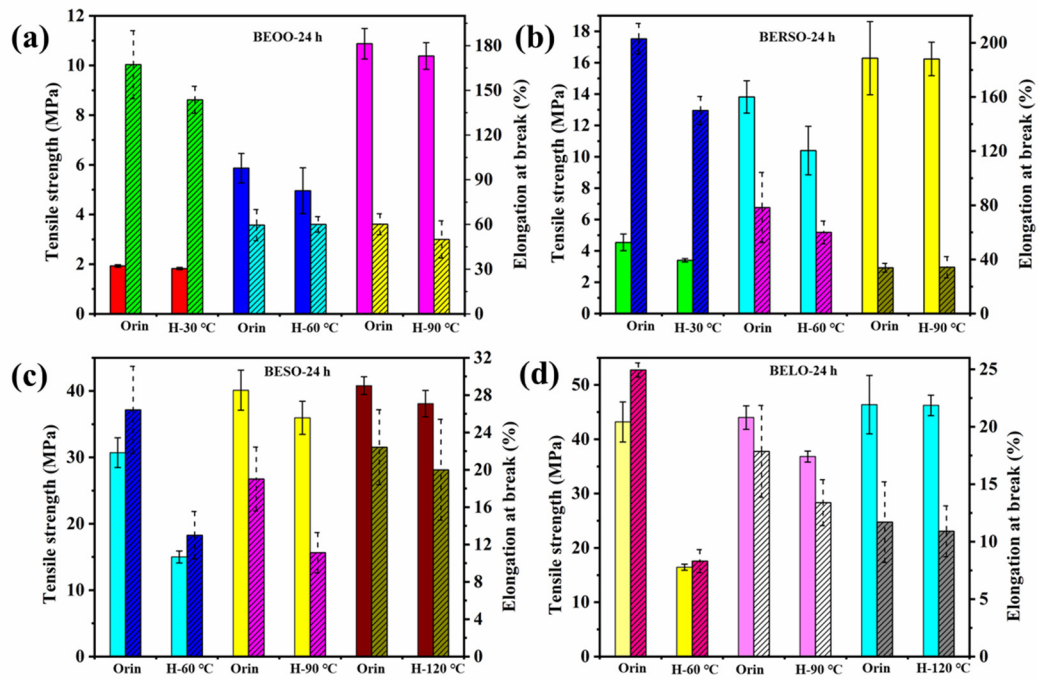 (a)
BEOO-24 h
Tensile strength (MPa)
12
10
8
6
4
2
0
180
150
120
90
60
30
0
Elongation at break (%)
Orin H-30 °C Orin H-60 °C Orin H-90 °C
(b)
BERSO-24 h
Tensile strength (MPa)
18
16
14
12
10
8
6
4
2
0
200
160
120
80
40
0
Elongation at break (%)
Orin H-30 °C Orin H-60 °C Orin H-90 °C
(c)
BESO-24 h
Tensile strength (MPa)
40
30
20
10
0
32
28
24
20
16
12
8
4
0
Elongation at break (%)
Orin H-60 °C Orin H-90 °C Orin H-120 °C
(d)
BELO-24 h
Tensile strength (MPa)
50
40
30
20
10
0
25
20
15
10
5
0
Elongation at break (%)
Orin H-60 °C Orin H-90 °C Orin H-120 °C